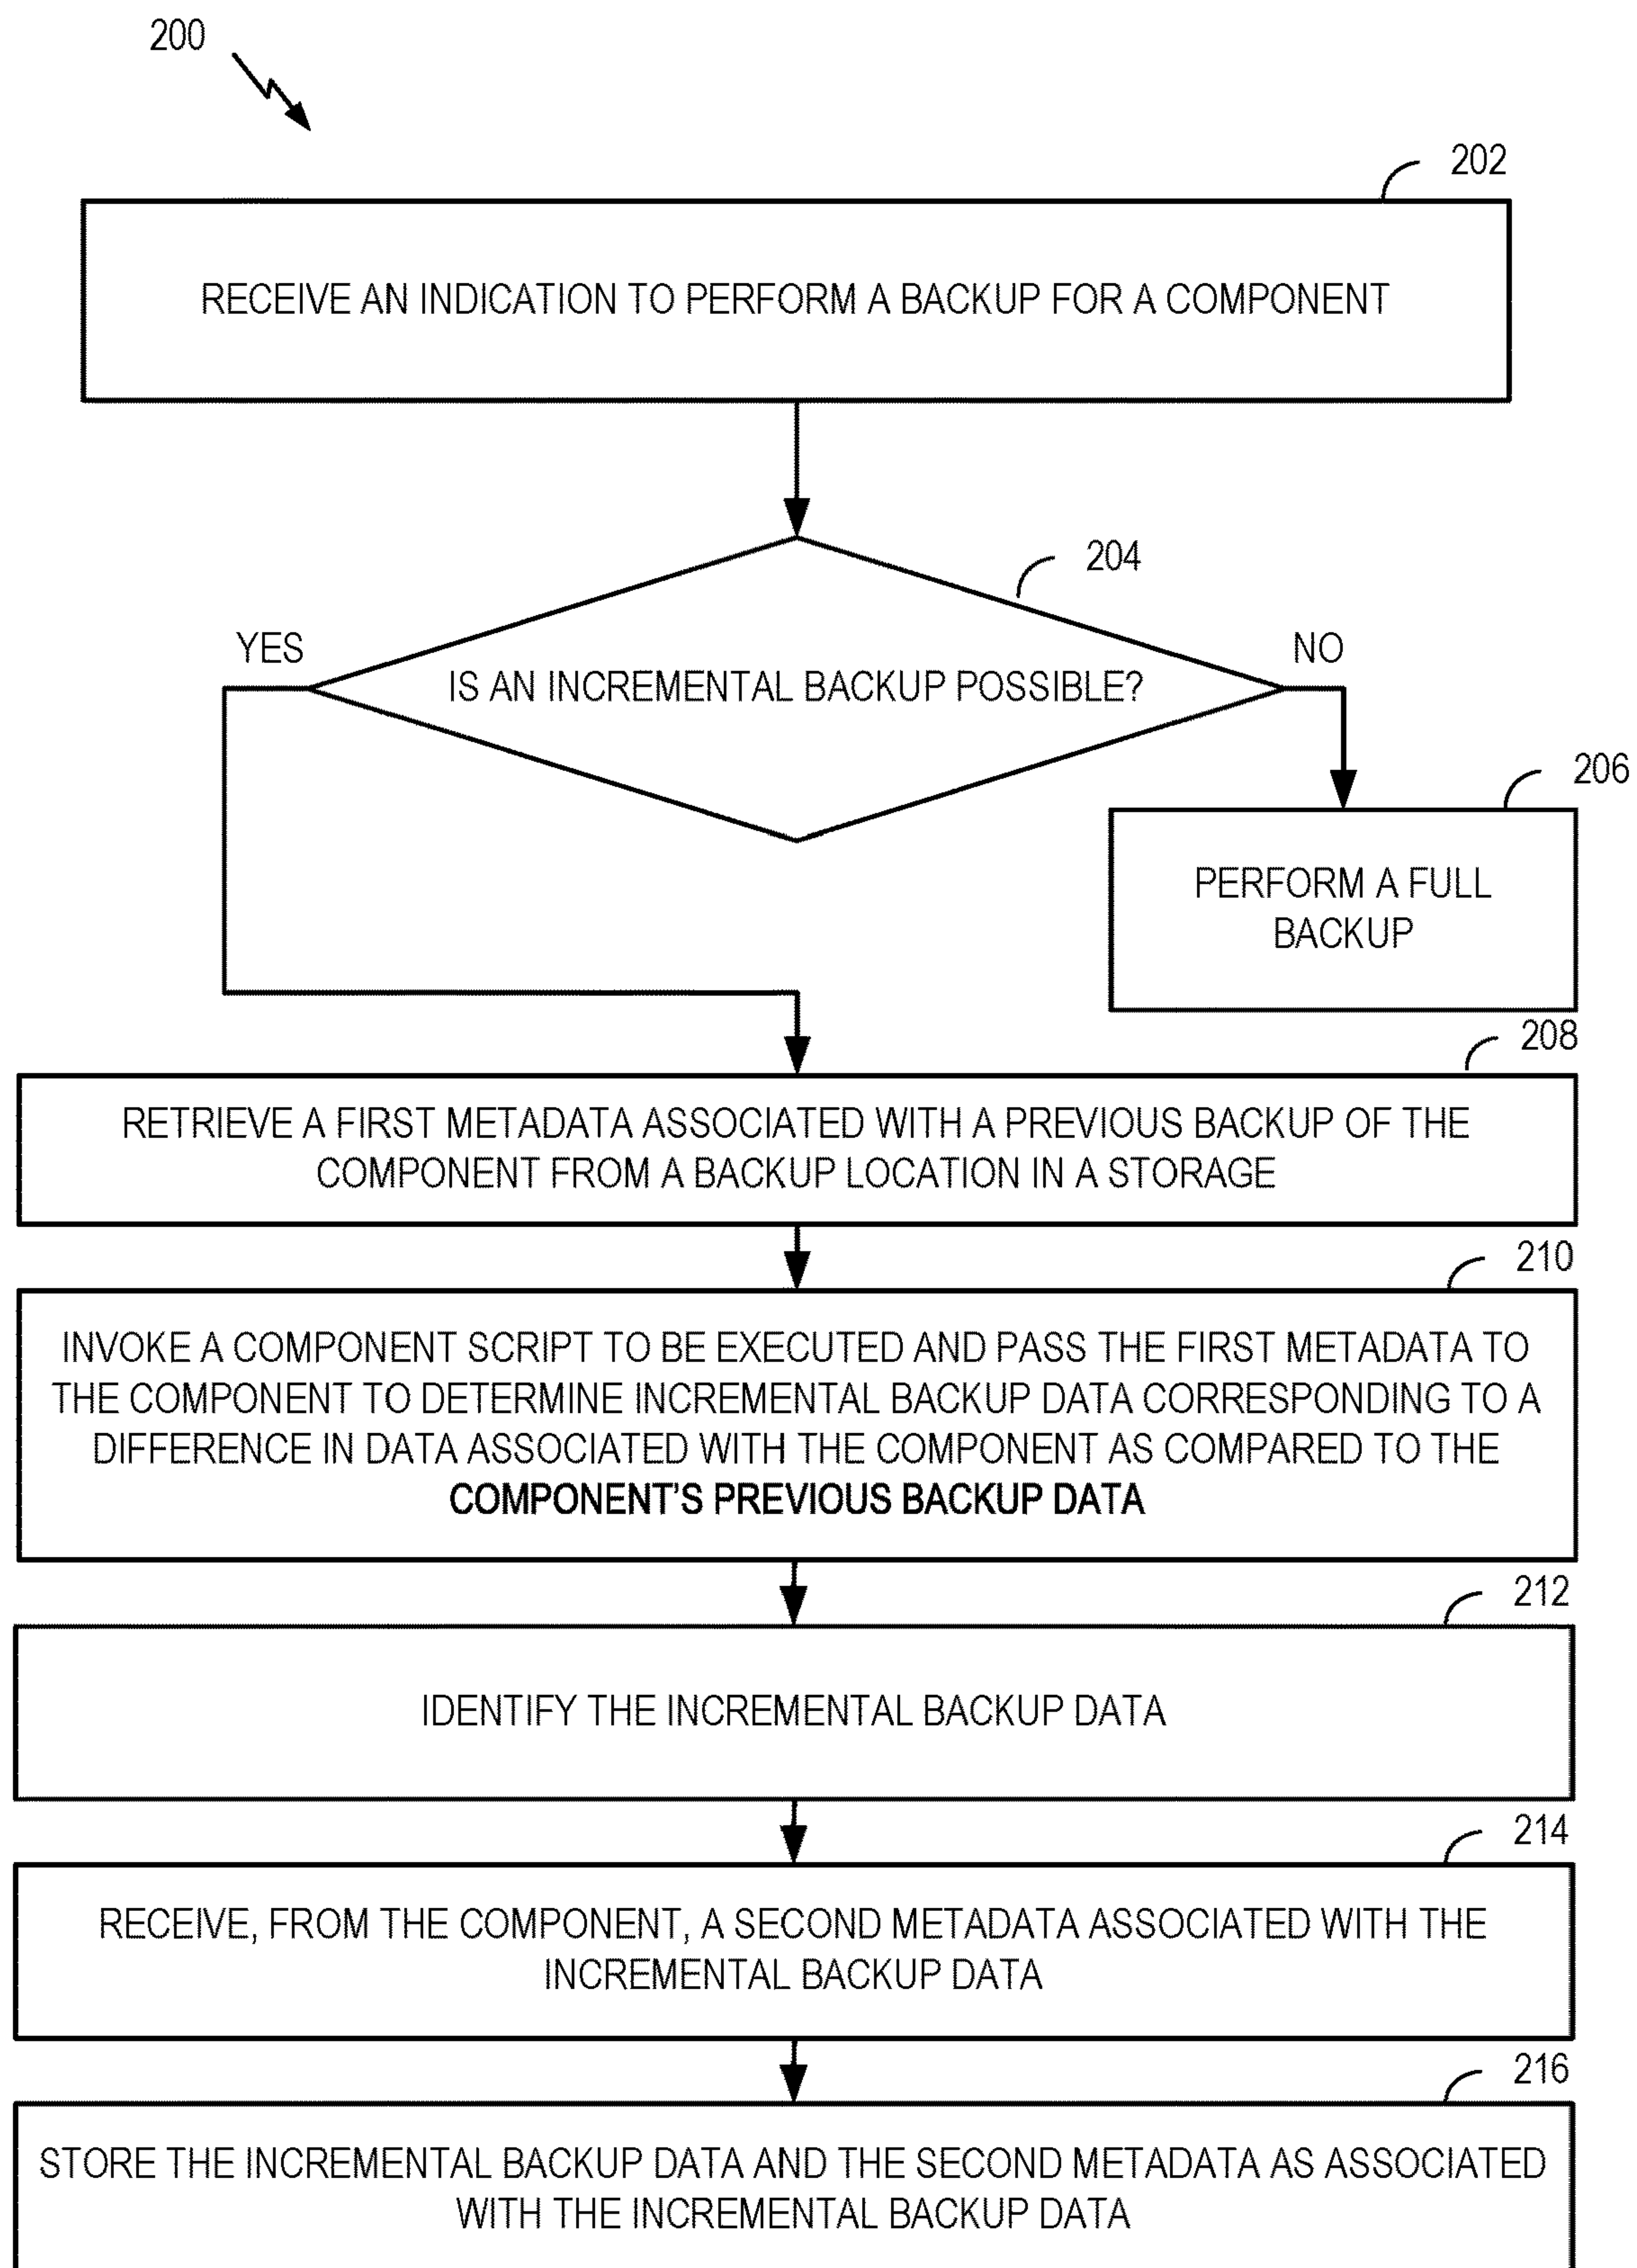 200
202
RECEIVE AN INDICATION TO PERFORM A BACKUP FOR A COMPONENT
204
YES
NO
IS AN INCREMENTAL BACKUP POSSIBLE?
206
PERFORM A FULL
BACKUP
208
RETRIEVE A FIRST METADATA ASSOCIATED WITH A PREVIOUS BACKUP OF THE
COMPONENT FROM A BACKUP LOCATION IN A STORAGE
210
INVOKE A COMPONENT SCRIPT TO BE EXECUTED AND PASS THE FIRST METADATA TO
THE COMPONENT TO DETERMINE INCREMENTAL BACKUP DATA CORRESPONDING TO A
DIFFERENCE IN DATA ASSOCIATED WITH THE COMPONENT AS COMPARED TO THE
COMPONENT’S PREVIOUS BACKUP DATA
212
IDENTIFY THE INCREMENTAL BACKUP DATA
214
RECEIVE, FROM THE COMPONENT, A SECOND METADATA ASSOCIATED WITH THE
INCREMENTAL BACKUP DATA
216
STORE THE INCREMENTAL BACKUP DATA AND THE SECOND METADATA AS ASSOCIATED
WITH THE INCREMENTAL BACKUP DATA